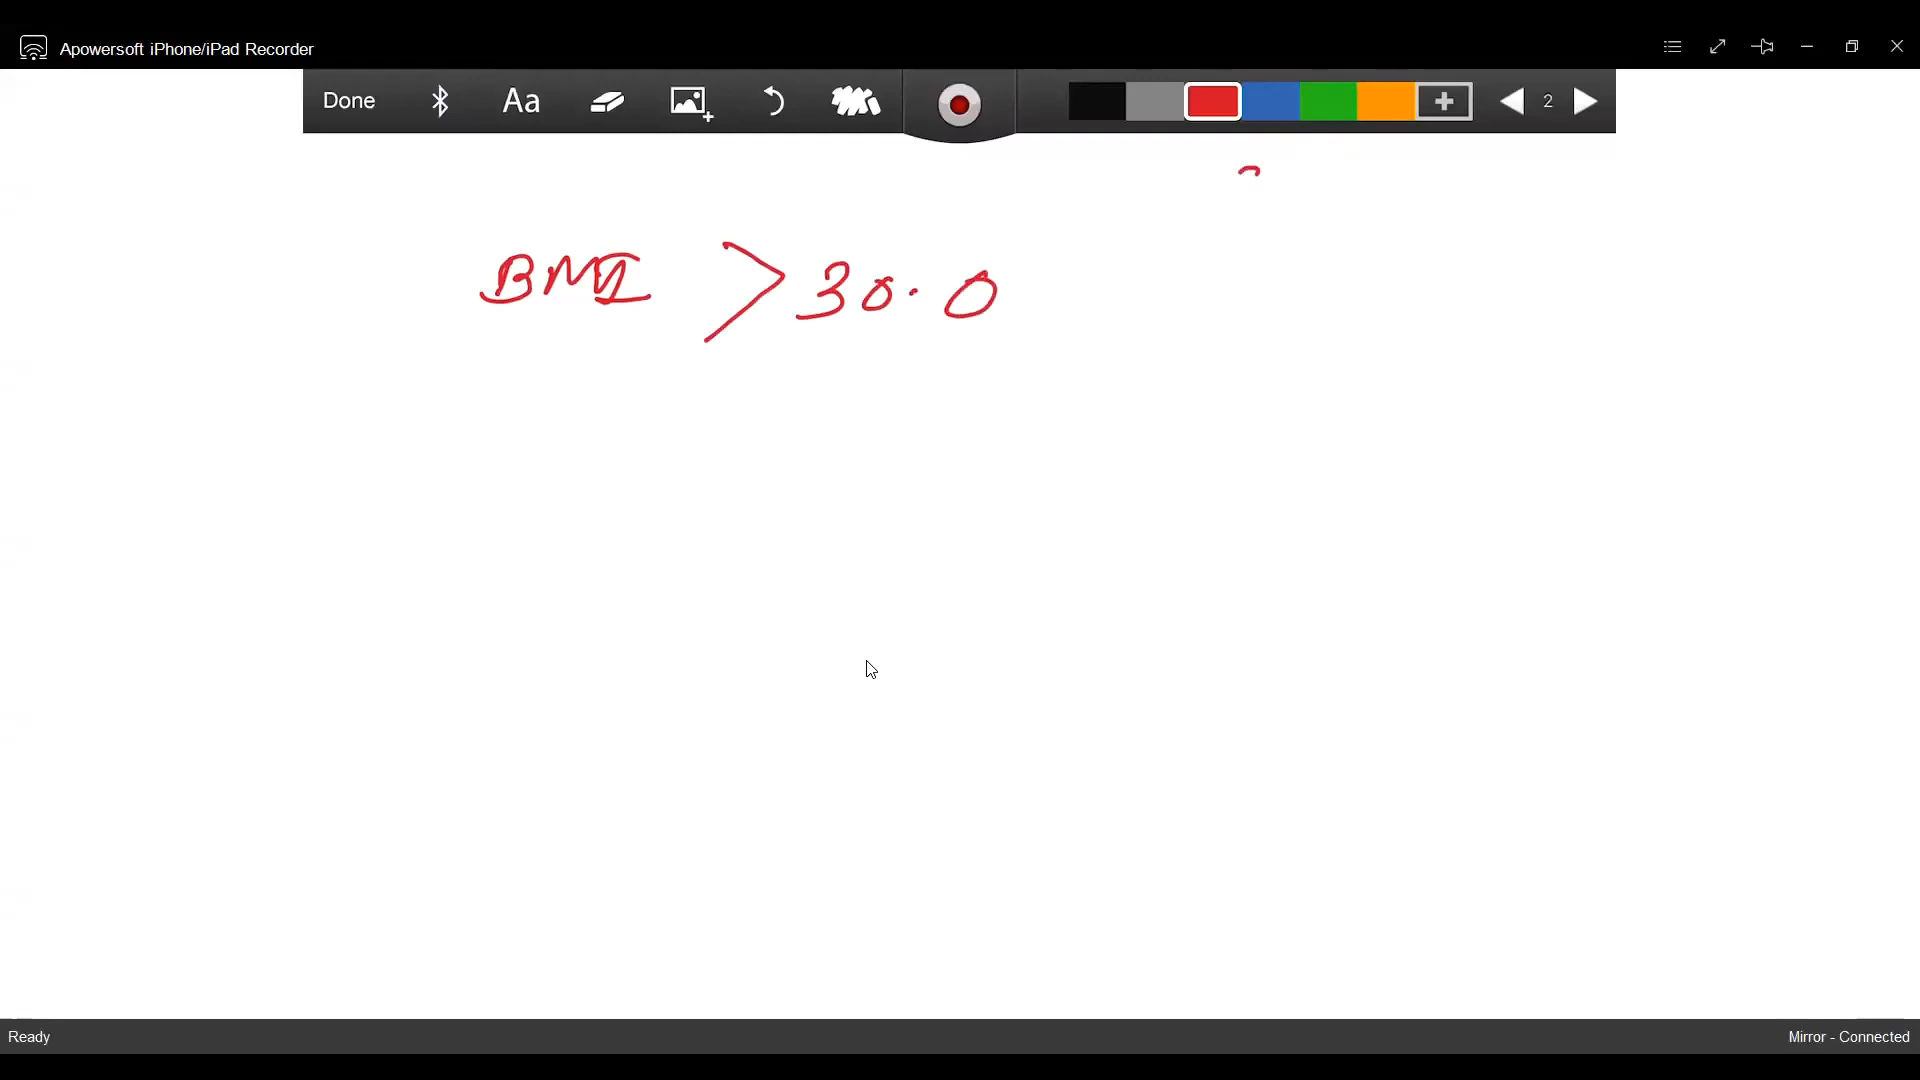 Apowersoft iPhone/iPad Recorder
Done Aa 2
BMI > 30.0
Ready Mirror - Connected